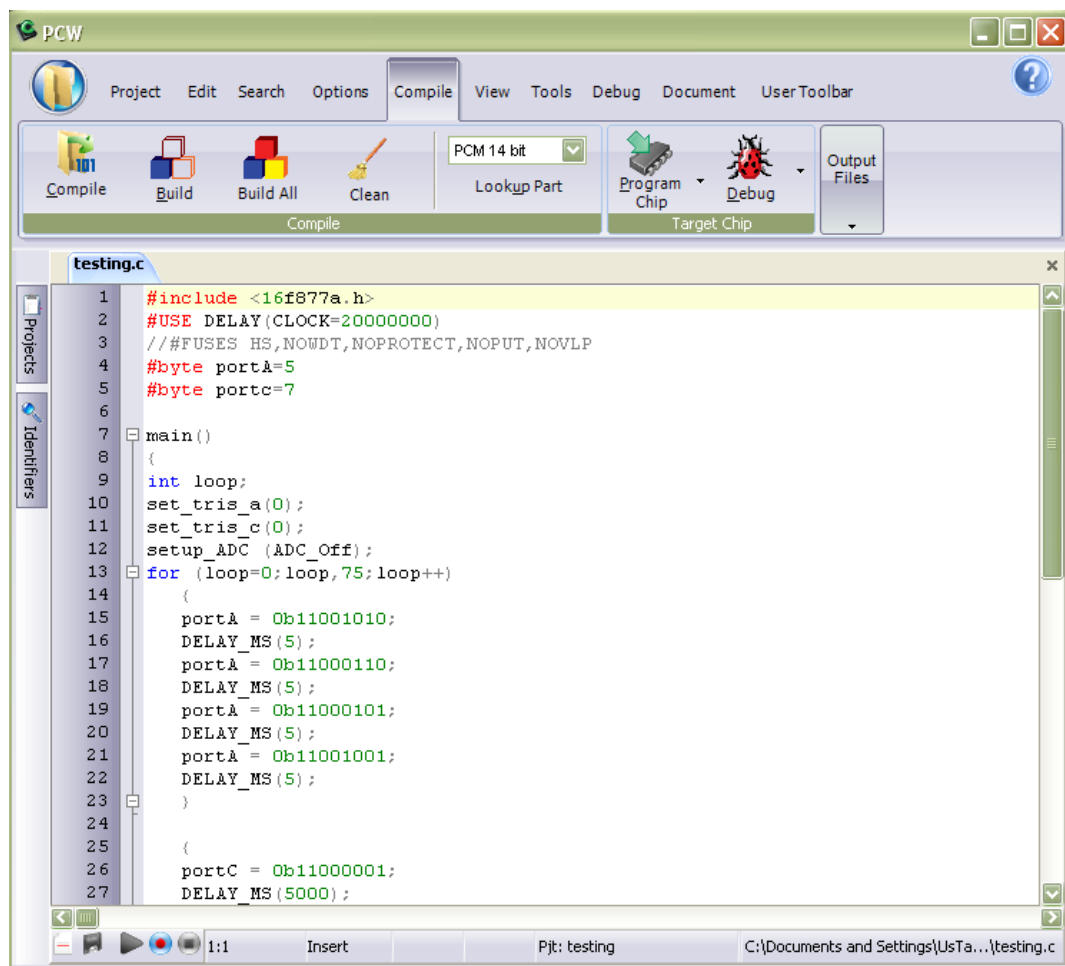 PCW
Project Edit Search Options Compile View Tools Debug Document User Toolbar
101
Compile Build Build All Clean
PCM 14 bit
Lookup Part
Program Chip
Debug
Output Files
Compile
Target Chip
testing.c
Projects
Identifiers
1 #include <16f877a.h>
2 #USE DELAY(CLOCK=20000000)
3 //#FUSES HS,NOWDT,NOPROTECT,NOPUT,NOVLP
4 #byte portA=5
5 #byte portc=7
6
7 main()
8 {
9 int loop;
10 set_tris_a(0);
11 set_tris_c(0);
12 setup_ADC (ADC_Off);
13 for (loop=0;loop,75;loop++)
14 {
15 portA = 0b11001010;
16 DELAY_MS(5);
17 portA = 0b11000110;
18 DELAY_MS(5);
19 portA = 0b11000101;
20 DELAY_MS(5);
21 portA = 0b11001001;
22 DELAY_MS(5);
23 }
24
25 {
26 portC = 0b11000001;
27 DELAY_MS(5000);
1:1 Insert Pjt: testing C:\Documents and Settings\UsTa...\testing.c